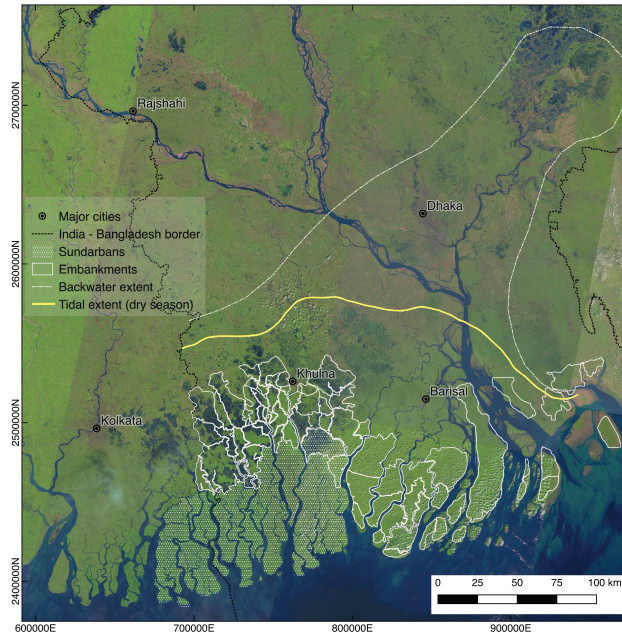 2700000N
2600000N
2500000N
2400000N
Rajshahi
Dhaka
Major cities
India - Bangladesh border
Sundarbans
Embankments
Backwater extent
Tidal extent (dry season)
Khulna
Barisal
Kolkata
0 25 50 75 100 km
600000E 700000E 800000E 900000E